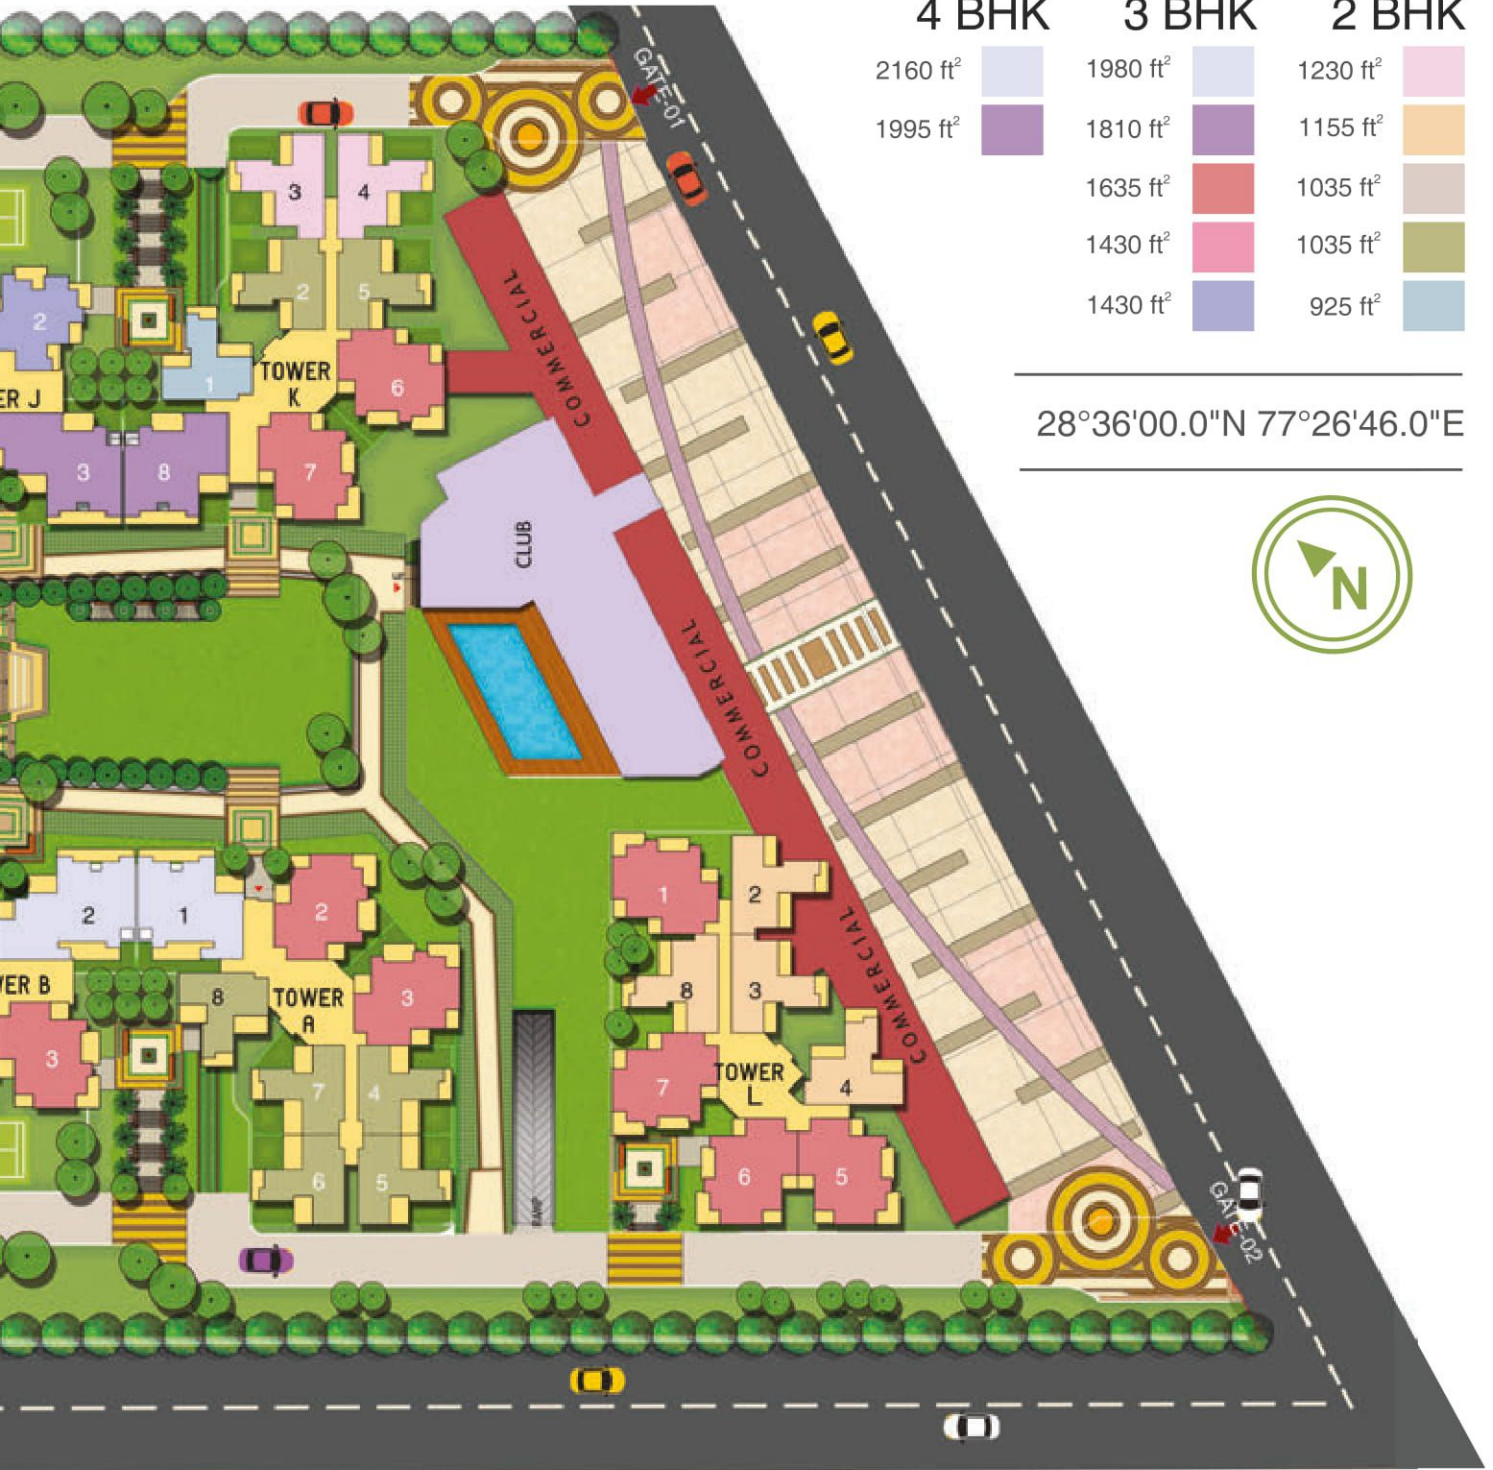 4 BHK 3 BHK 2 BHK
2160 ft² 1980 ft² 1230 ft²
1995 ft² 1810 ft² 1155 ft²
1635 ft² 1035 ft²
1430 ft² 1035 ft²
1430 ft² 925 ft²
28°36'00.0"N 77°26'46.0"E
N
GATE-01
3 4
2 5
2
1
TOWER
K
6
ER J
3 8
7
COMMERCIAL
CLUB
COMMERCIAL
2 1
2
1 2
8 3
COMMERCIAL
ER B
8
TOWER
A
3
3
7 4
6 5
7
TOWER
L
4
6 5
RAMP
GATE-02